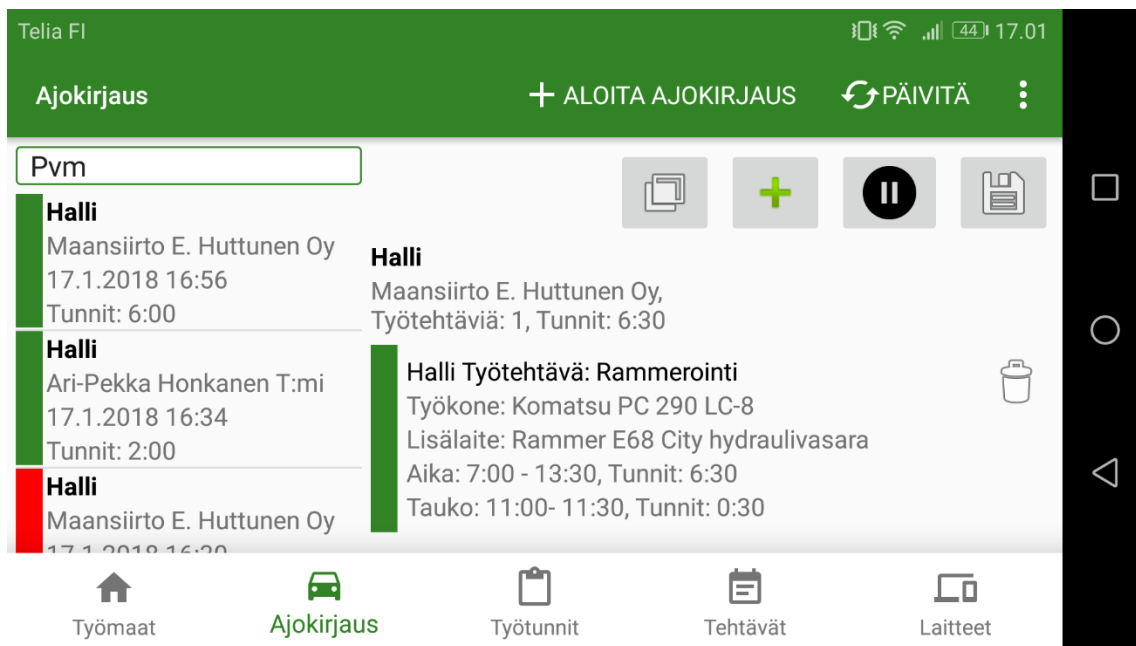 Telia FI
44 17.01
Ajokirjaus
ALOITA AJOKIRJAUS
PÄIVITÄ
Pvm
Halli
Maansiirto E. Huttunen Oy
17.1.2018 16:56
Tunnit: 6:00
Halli
Ari-Pekka Honkanen T:mi
17.1.2018 16:34
Tunnit: 2:00
Halli
Maansiirto E. Huttunen Oy
Halli
Maansiirto E. Huttunen Oy,
Työtehtäviä: 1, Tunnit: 6:30
Halli Työtehtävä: Rammerointi
Työkone: Komatsu PC 290 LC-8
Lisälaite: Rammer E68 City hydraulivasara
Aika: 7:00 - 13:30, Tunnit: 6:30
Tauko: 11:00- 11:30, Tunnit: 0:30
Työmaat
Ajokirjaus
Työtunnit
Tehtävät
Laitteet